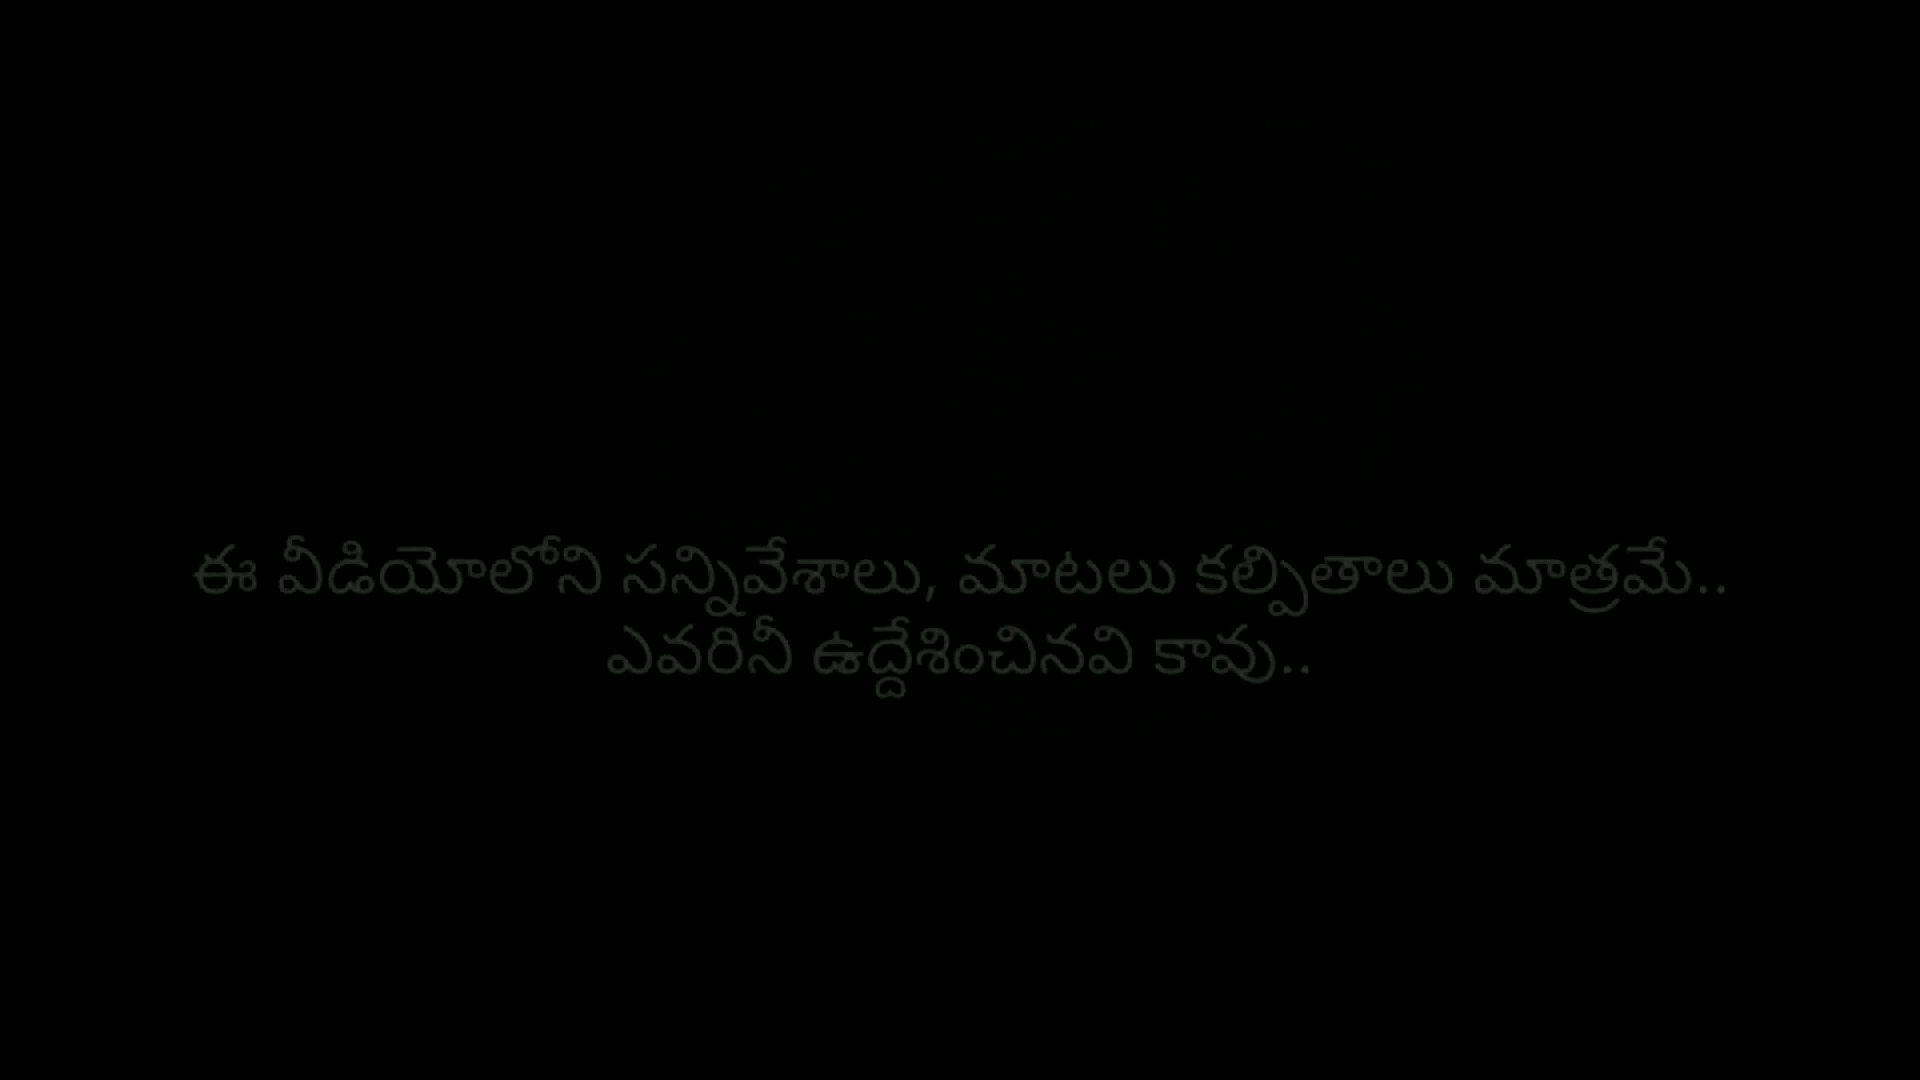 ఈ వీడియోలోని సన్నివేశాలు, మాటలు కల్పితాలు మాత్రమే..
ఎవరినీ ఉద్దేశించినవి కావు..